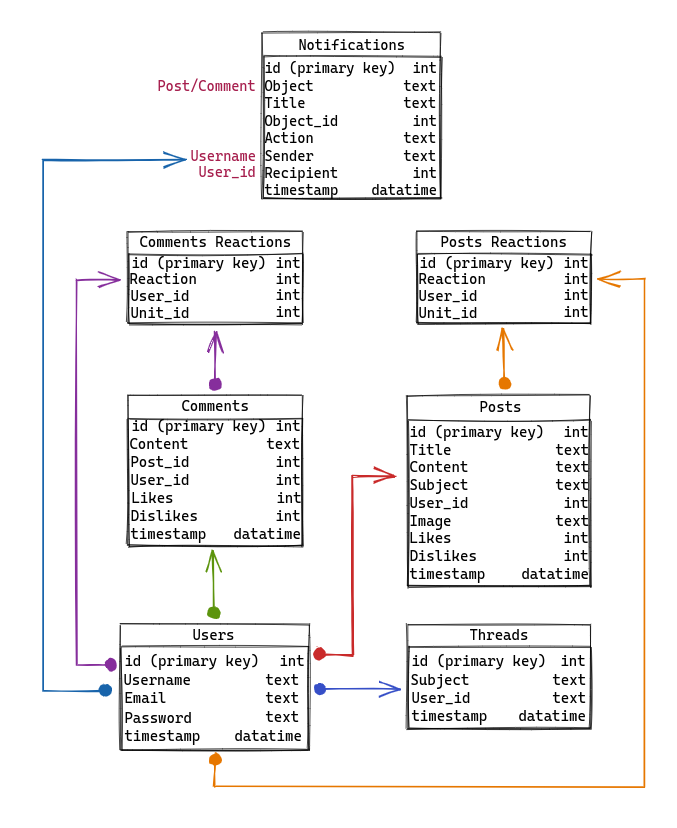 Notifications
id (primary key) int
Post/Comment Object text
Title text
Object_id int
Action text
Username Sender text
User_id Recipient int
timestamp datatime
Comments Reactions
id (primary key) int
Reaction int
User_id int
Unit_id int
Posts Reactions
id (primary key) int
Reaction int
User_id int
Unit_id int
Comments
id (primary key) int
Content text
Post_id int
User_id int
Likes int
Dislikes int
timestamp datatime
Posts
id (primary key) int
Title text
Content text
Subject text
User_id int
Image text
Likes int
Dislikes int
timestamp datatime
Users
id (primary key) int
Username text
Email text
Password text
timestamp datatime
Threads
id (primary key) int
Subject text
User_id text
timestamp datatime